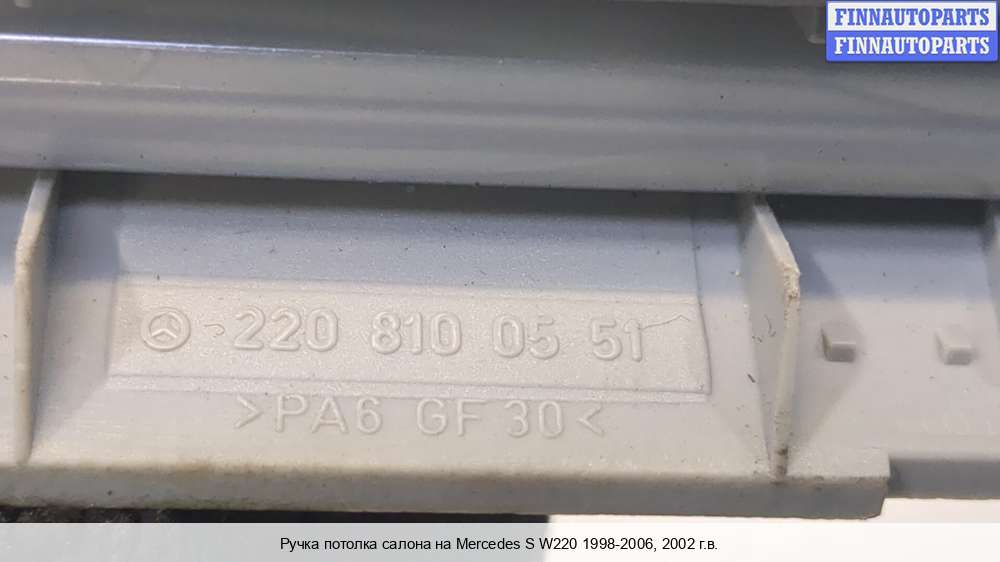 FINNAUTOPARTS
FINNAUTOPARTS
220 810 05 51
>PA6 GF 30<
Ручка потолка салона на Mercedes S W220 1998-2006, 2002 г.в.